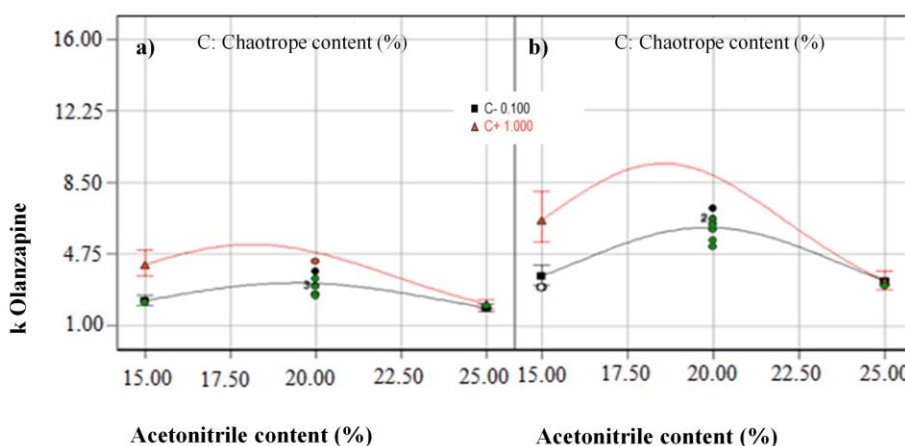 a) C: Chaotrope content (%)
b) C: Chaotrope content (%)
k Olanzapine
16.00
12.25
8.50
4.75
1.00
C- 0.100
C+ 1.000
3
2
15.00 17.50 20.00 22.50 25.00
15.00 17.50 20.00 22.50 25.00
Acetonitrile content (%)
Acetonitrile content (%)